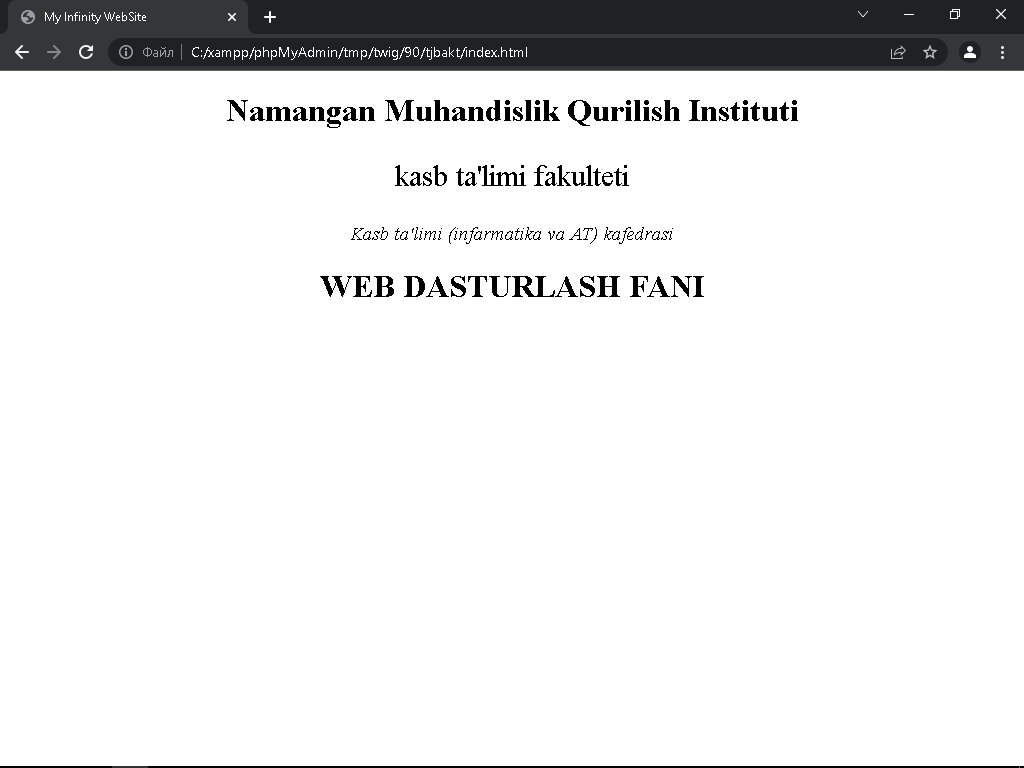 My Infinity WebSite
Файл C:/xampp/phpMyAdmin/tmp/twig/90/tjbakt/index.html
Namangan Muhandislik Qurilish Instituti
kasb ta'limi fakulteti
Kasb ta'limi (infarmatika va AT) kafedrasi
WEB DASTURLASH FANI